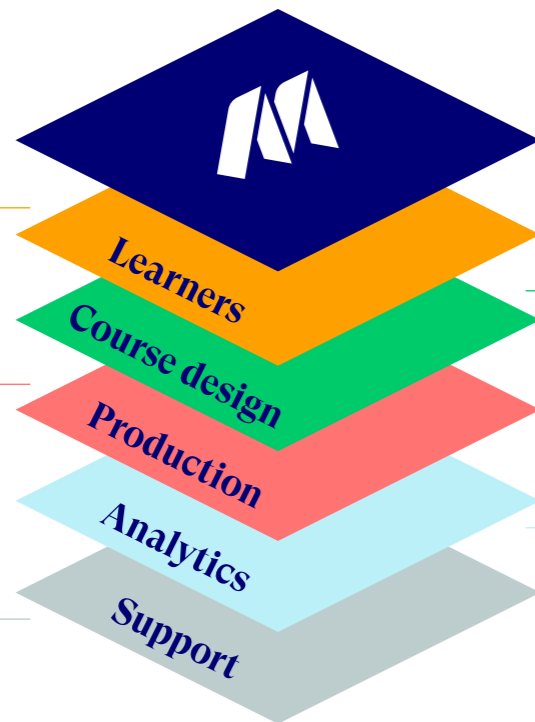 Learners
Course design
Production
Analytics
Support